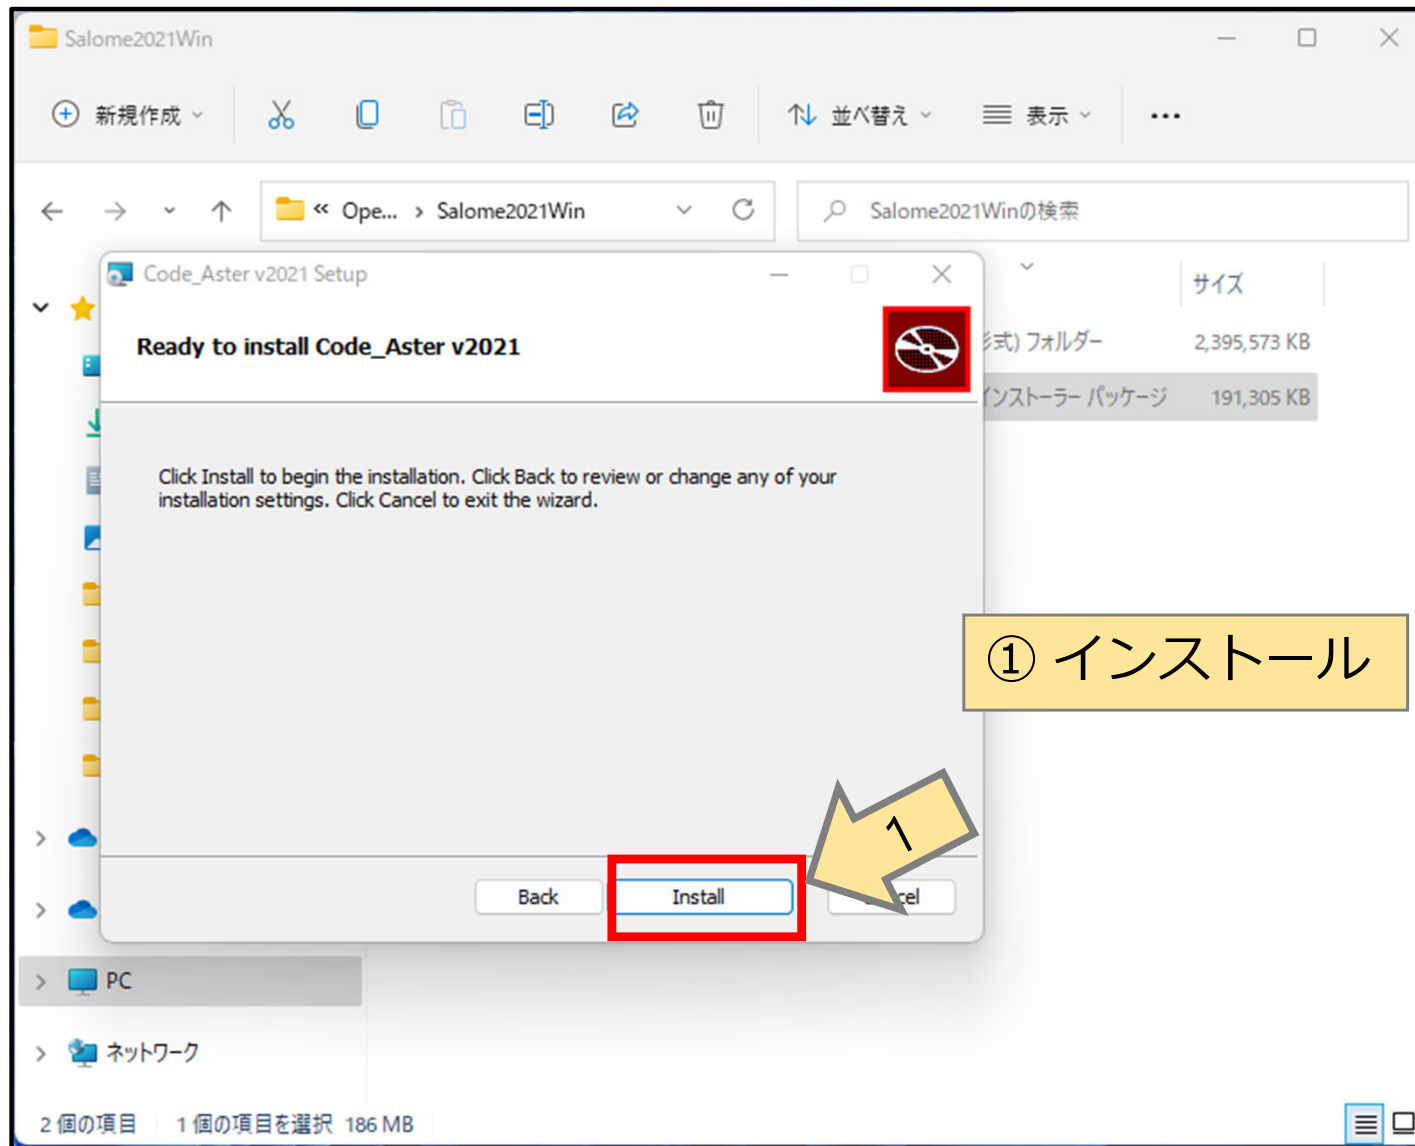 Salome2021Win
新規作成
並べ替え
表示
« Ope... › Salome2021Win
Salome2021Winの検索
Code_Aster v2021 Setup
サイズ
Ready to install Code_Aster v2021
式) フォルダー 2,395,573 KB
インストーラー パッケージ 191,305 KB
Click Install to begin the installation. Click Back to review or change any of your
installation settings. Click Cancel to exit the wizard.
① インストール
1
Back
Install
PC
ネットワーク
2 個の項目 1 個の項目を選択 186 MB